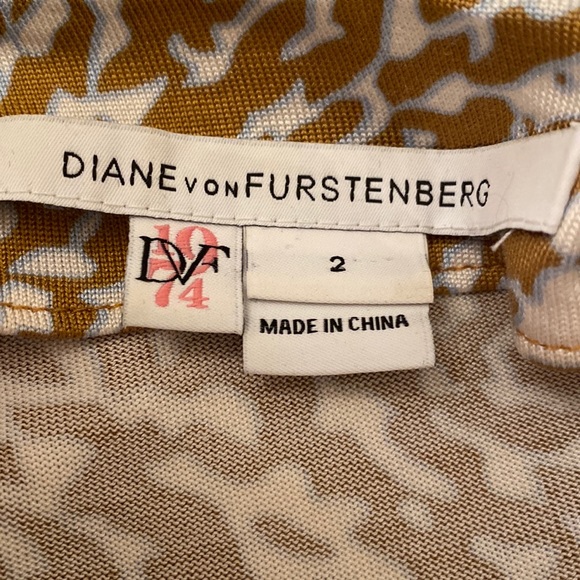 DIANE VON FURSTENBERG
1974
DVF
2
MADE IN CHINA